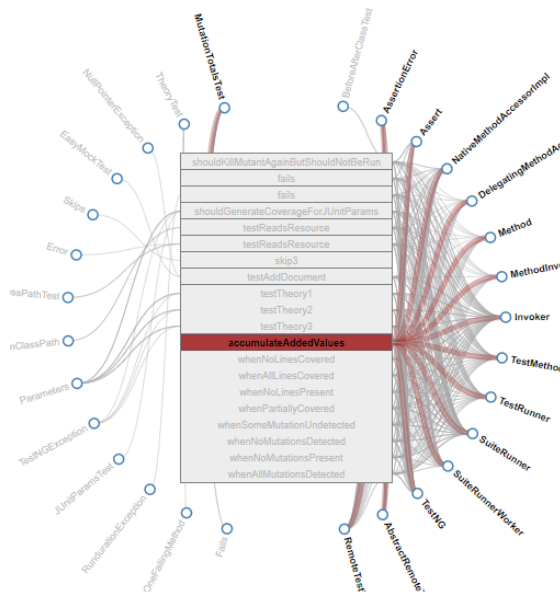 MutationTotalsTest
BeforeAfterClassTest
AssertionError
Assert
NativeMethodAccessorImpl
DelegatingMethodAc
Method
MethodInv
Invoker
TestMethod
TestRunner
SuiteRunner
SuiteRunnerWorker
TestNG
AbstractRemote
RemoteTest
Fails
OneFailingMethod
RundurationException
JUnitParamsTest
TestNGException
Parameters
nClassPath
ssPathTest
Error
Skips
EasyMockTest
NullPointerException
TheoryTest
shouldKillMutantAgainButShouldNotBeRun
fails
fails
shouldGenerateCoverageForJUnitParams
testReadsResource
testReadsResource
skip3
testAddDocument
testTheory1
testTheory2
testTheory3
accumulateAddedValues
whenNoLinesCovered
whenAllLinesCovered
whenNoLinesPresent
whenPartiallyCovered
whenSomeMutationUndetected
whenNoMutationsDetected
whenNoMutationsPresent
whenAllMutationsDetected